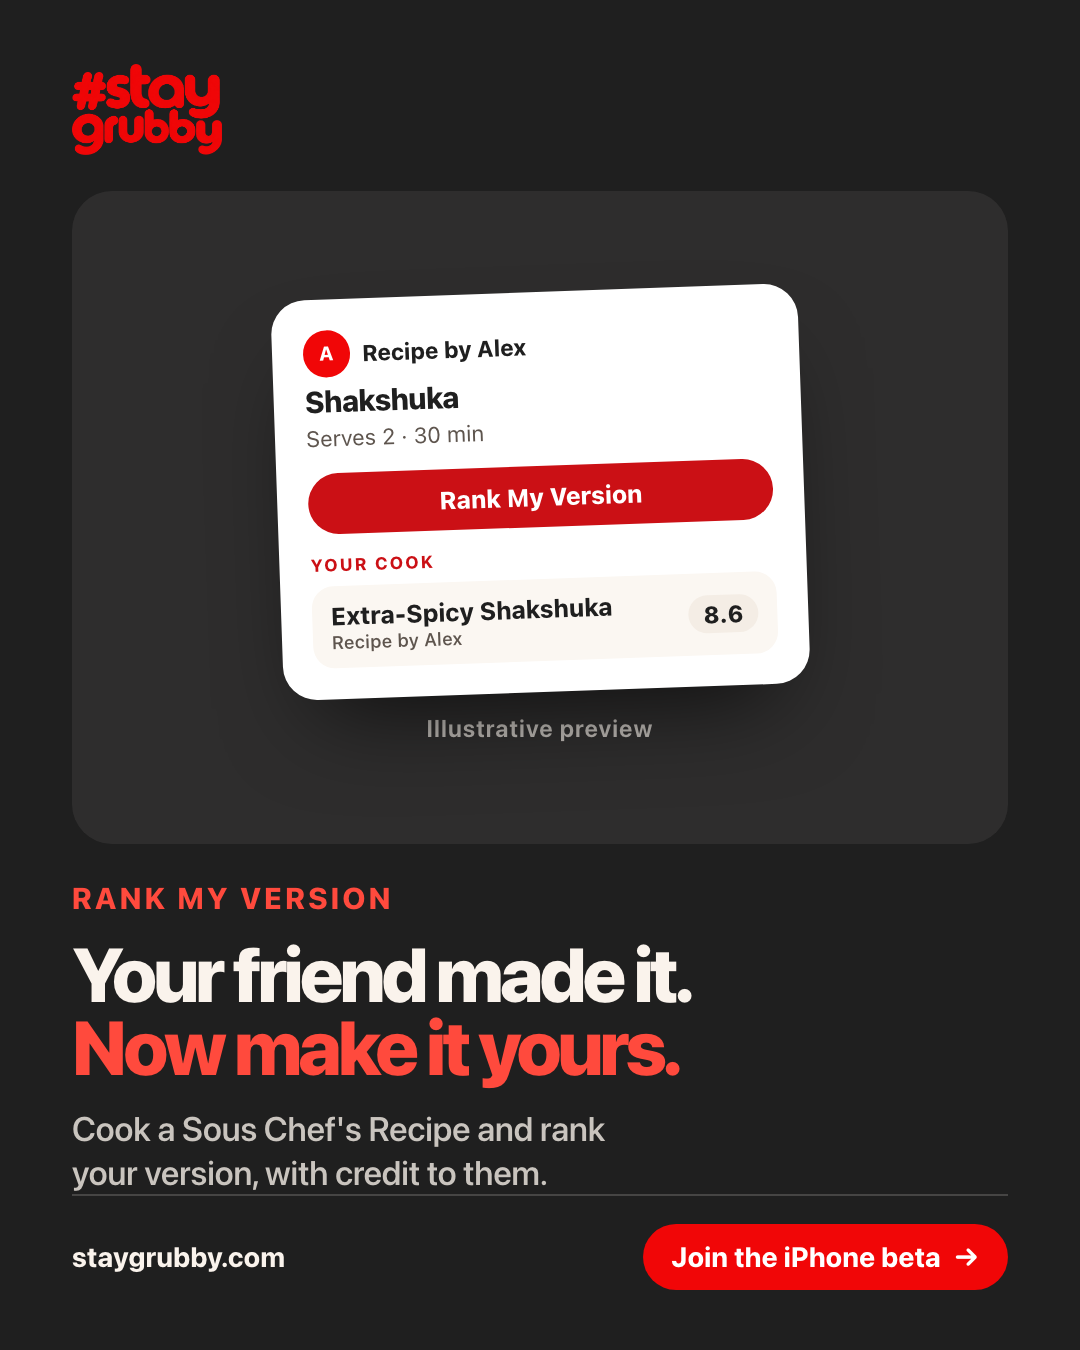 #stay
grubby
A
Recipe by Alex
Shakshuka
Serves 2 · 30 min
Rank My Version
YOUR COOK
Extra-Spicy Shakshuka
8.6
Recipe by Alex
Illustrative preview
RANK MY VERSION
Your friend made it.
Now make it yours.
Cook a Sous Chef's Recipe and rank
your version, with credit to them.
staygrubby.com
Join the iPhone beta →